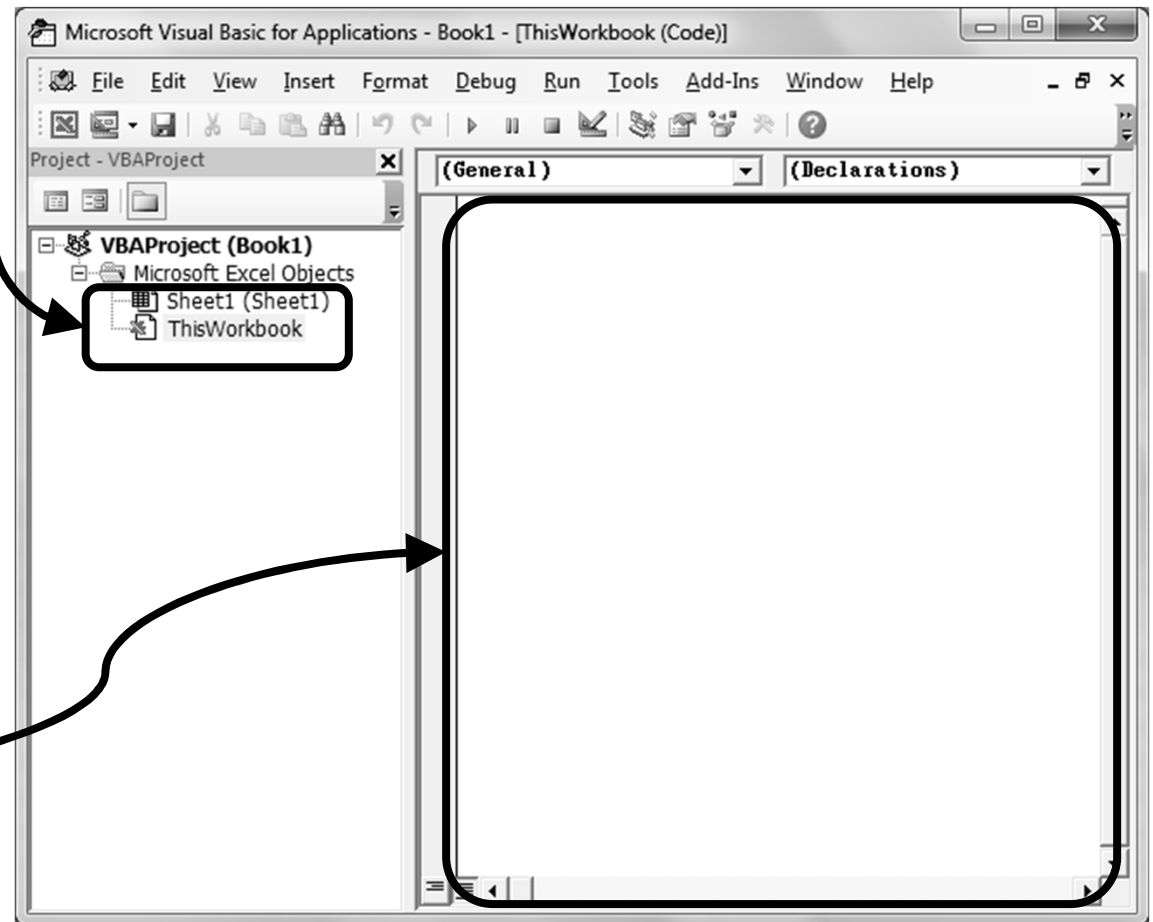 Microsoft Visual Basic for Applications - Book1 - [ThisWorkbook (Code)]
File Edit View Insert Format Debug Run Tools Add-Ins Window Help
Project - VBAProject
(General) (Declarations)
VBAProject (Book1)
Microsoft Excel Objects
Sheet1 (Sheet1)
ThisWorkbook